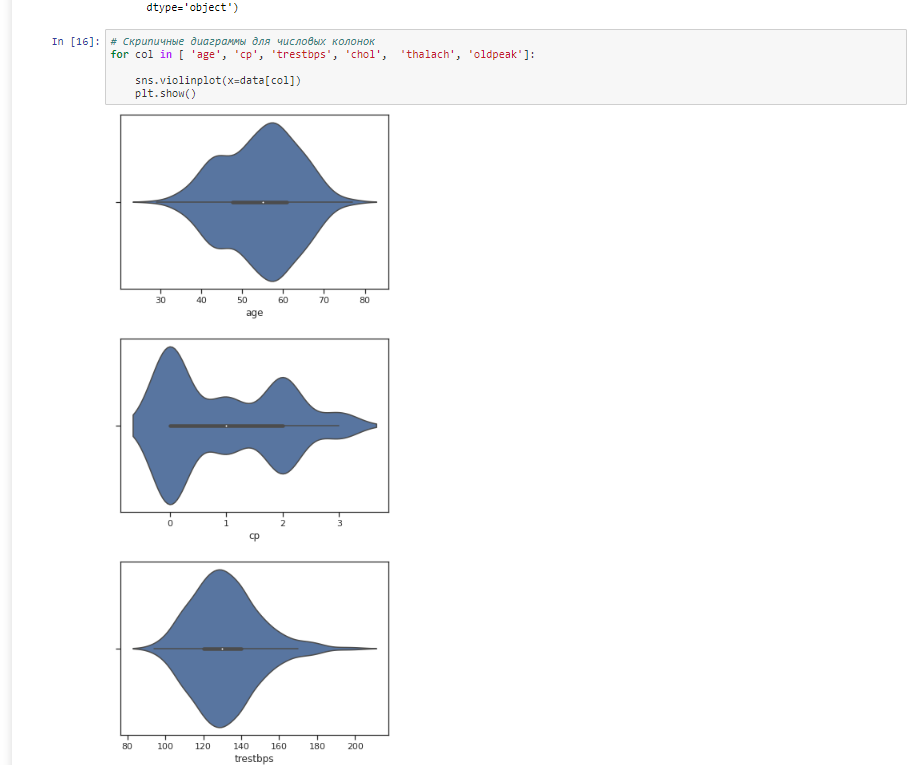 dtype='object')
In [16]: # Скрипичные диаграммы для числовых колонок
for col in [ 'age', 'cp', 'trestbps', 'chol',  'thalach', 'oldpeak']:
sns.violinplot(x=data[col])
plt.show()
30 40 50 60 70 80
age
0 1 2 3
cp
80 100 120 140 160 180 200
trestbps